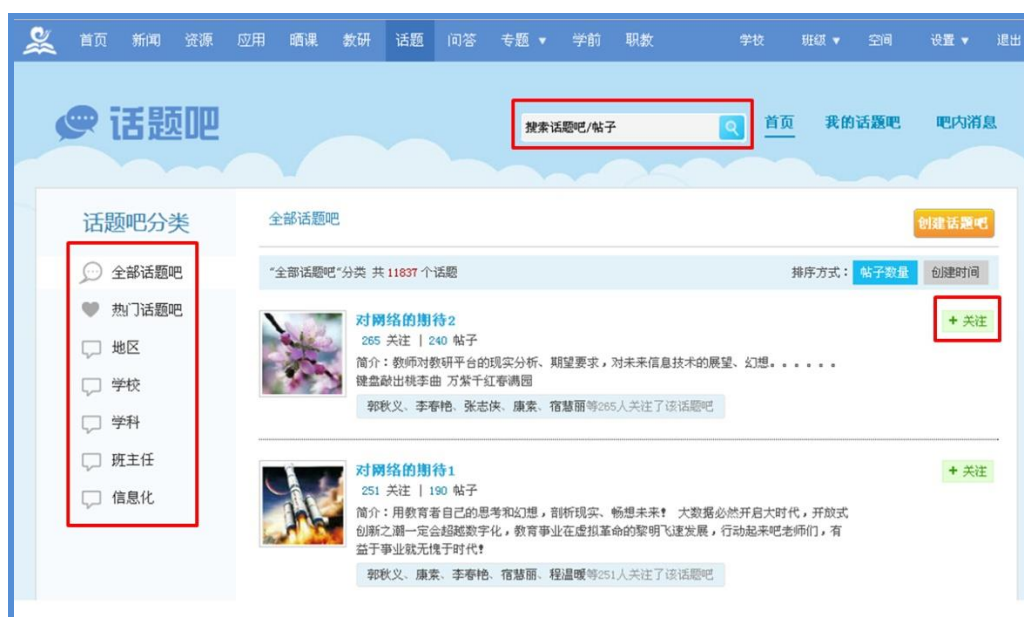 首页 新闻 资源 应用 晒课 教研 话题 问答 专题 ▼ 学前 职教 学校 班级 ▼ 空间 设置 ▼ 退出
话题吧
搜索话题吧/帖子
首页 我的话题吧 吧内消息
话题吧分类
全部话题吧
热门话题吧
地区
学校
学科
班主任
信息化
全部话题吧
创建话题吧
“全部话题吧”分类 共 11837 个话题
排序方式： 帖子数量 创建时间
对网络的期待2
+ 关注
265 关注 | 240 帖子
简介：教师对教研平台的现实分析、期望要求，对未来信息技术的展望、幻想。。。。。。
键盘敲出桃李曲 万紫千红春满园
郭秋义、李春艳、张志侠、康索、宿慧丽等265人关注了该话题吧
对网络的期待1
+ 关注
251 关注 | 190 帖子
简介：用教育者自己的思考和幻想，剖析现实、畅想未来！ 大数据必然开启大时代，开放式
创新之潮一定会超越数字化，教育事业在虚拟革命的黎明飞速发展，行动起来吧老师们，有
益于事业就无愧于时代！
郭秋义、康索、李春艳、宿慧丽、程温暖等251人关注了该话题吧